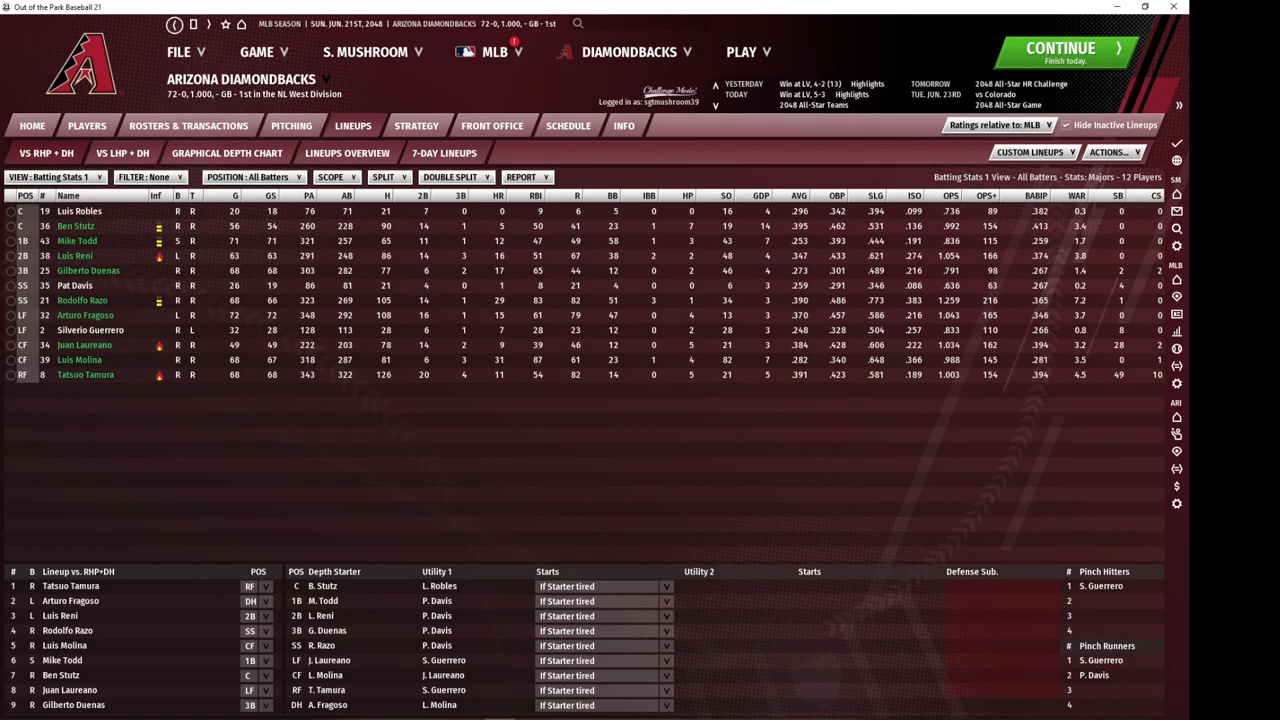 Out of the Park Baseball 21
MLB SEASON | SUN. JUN. 21ST, 2048 | ARIZONA DIAMONDBACKS 72-0, 1.000, - GB - 1st
FILE GAME S. MUSHROOM MLB DIAMONDBACKS PLAY
CONTINUE
Finish today.
ARIZONA DIAMONDBACKS
72-0, 1.000, - GB - 1st in the NL West Division
Challenge Mode!
Logged in as: sgtmushroom39
YESTERDAY Win at LV, 4-2 (13) Highlights TOMORROW 2048 All-Star HR Challenge
TODAY Win at LV, 5-3 Highlights vs Colorado
2048 All-Star Teams TUE. JUN. 23RD 2048 All-Star Game
HOME PLAYERS ROSTERS & TRANSACTIONS PITCHING LINEUPS STRATEGY FRONT OFFICE SCHEDULE INFO Ratings relative to: MLB Hide Inactive Lineups
VS RHP + DH VS LHP + DH GRAPHICAL DEPTH CHART LINEUPS OVERVIEW 7-DAY LINEUPS CUSTOM LINEUPS ACTIONS...
VIEW: Batting Stats 1 FILTER: None POSITION: All Batters SCOPE SPLIT DOUBLE SPLIT REPORT Batting Stats 1 View - All Batters - Stats: Majors - 12 Players
POS # Name Inf B T G GS PA AB H 2B 3B HR RBI R BB IBB HP SO GDP AVG OBP SLG ISO OPS OPS+ BABIP WAR SB CS
C 19 Luis Robles R R 20 18 76 71 21 7 0 0 9 6 5 0 0 16 4 .296 .342 .394 .099 .736 89 .382 0.3 0 0
C 36 Ben Stutz R R 56 54 260 228 90 14 1 5 50 41 23 1 7 19 14 .395 .462 .531 .136 .992 154 .413 3.4 0 0
1B 43 Mike Todd S R 71 71 321 257 65 11 1 12 47 49 58 1 3 43 7 .253 .393 .444 .191 .836 115 .259 1.7 0 0
2B 38 Luis Reni L R 63 63 291 248 86 14 3 16 51 67 38 2 2 48 3 .347 .433 .621 .274 1.054 166 .374 3.8 0 0
3B 25 Gilberto Duenas R R 68 68 303 282 77 6 2 17 65 44 12 0 2 46 4 .273 .301 .489 .216 .791 98 .267 1.4 2 2
SS 35 Pat Davis R R 26 19 86 81 21 4 0 1 8 21 4 0 0 6 3 .259 .291 .346 .086 .636 63 .267 0.2 4 0
SS 21 Rodolfo Razo R R 68 66 323 269 105 14 1 29 83 82 51 3 1 34 3 .390 .486 .773 .383 1.259 216 .365 7.2 1 0
LF 32 Arturo Fragoso L R 72 72 348 292 108 16 1 15 61 79 47 0 4 13 2 .370 .457 .586 .216 1.043 165 .346 3.7 0 0
LF 2 Silverio Guerrero R L 32 28 128 113 28 6 1 7 28 23 12 0 2 28 4 .248 .328 .504 .257 .833 110 .266 0.8 8 0
CF 34 Juan Laureano R R 49 49 222 203 78 14 2 9 39 46 12 0 5 21 3 .384 .428 .606 .222 1.034 162 .394 3.2 28 2
CF 39 Luis Molina R R 68 67 318 287 81 6 3 31 87 61 23 1 4 82 7 .282 .340 .648 .366 .988 145 .281 3.5 0 1
RF 8 Tatsuo Tamura R R 68 68 343 322 126 20 4 11 54 82 14 0 5 21 5 .391 .423 .581 .189 1.003 154 .394 4.5 49 10
SM
MLB
ARI
# B Lineup vs. RHP+DH POS POS Depth Starter Utility 1 Starts Utility 2 Starts Defense Sub. # Pinch Hitters
1 R Tatsuo Tamura RF C B. Stutz L. Robles If Starter tired 1 S. Guerrero
2 L Arturo Fragoso DH 1B M. Todd P. Davis If Starter tired 2
3 L Luis Reni 2B 2B L. Reni P. Davis If Starter tired 3
4 R Rodolfo Razo SS 3B G. Duenas P. Davis If Starter tired 4
5 R Luis Molina CF SS R. Razo P. Davis If Starter tired # Pinch Runners
6 S Mike Todd 1B LF J. Laureano S. Guerrero If Starter tired 1 S. Guerrero
7 R Ben Stutz C CF L. Molina J. Laureano If Starter tired 2 P. Davis
8 R Juan Laureano LF RF T. Tamura S. Guerrero If Starter tired 3
9 R Gilberto Duenas 3B DH A. Fragoso L. Molina If Starter tired 4